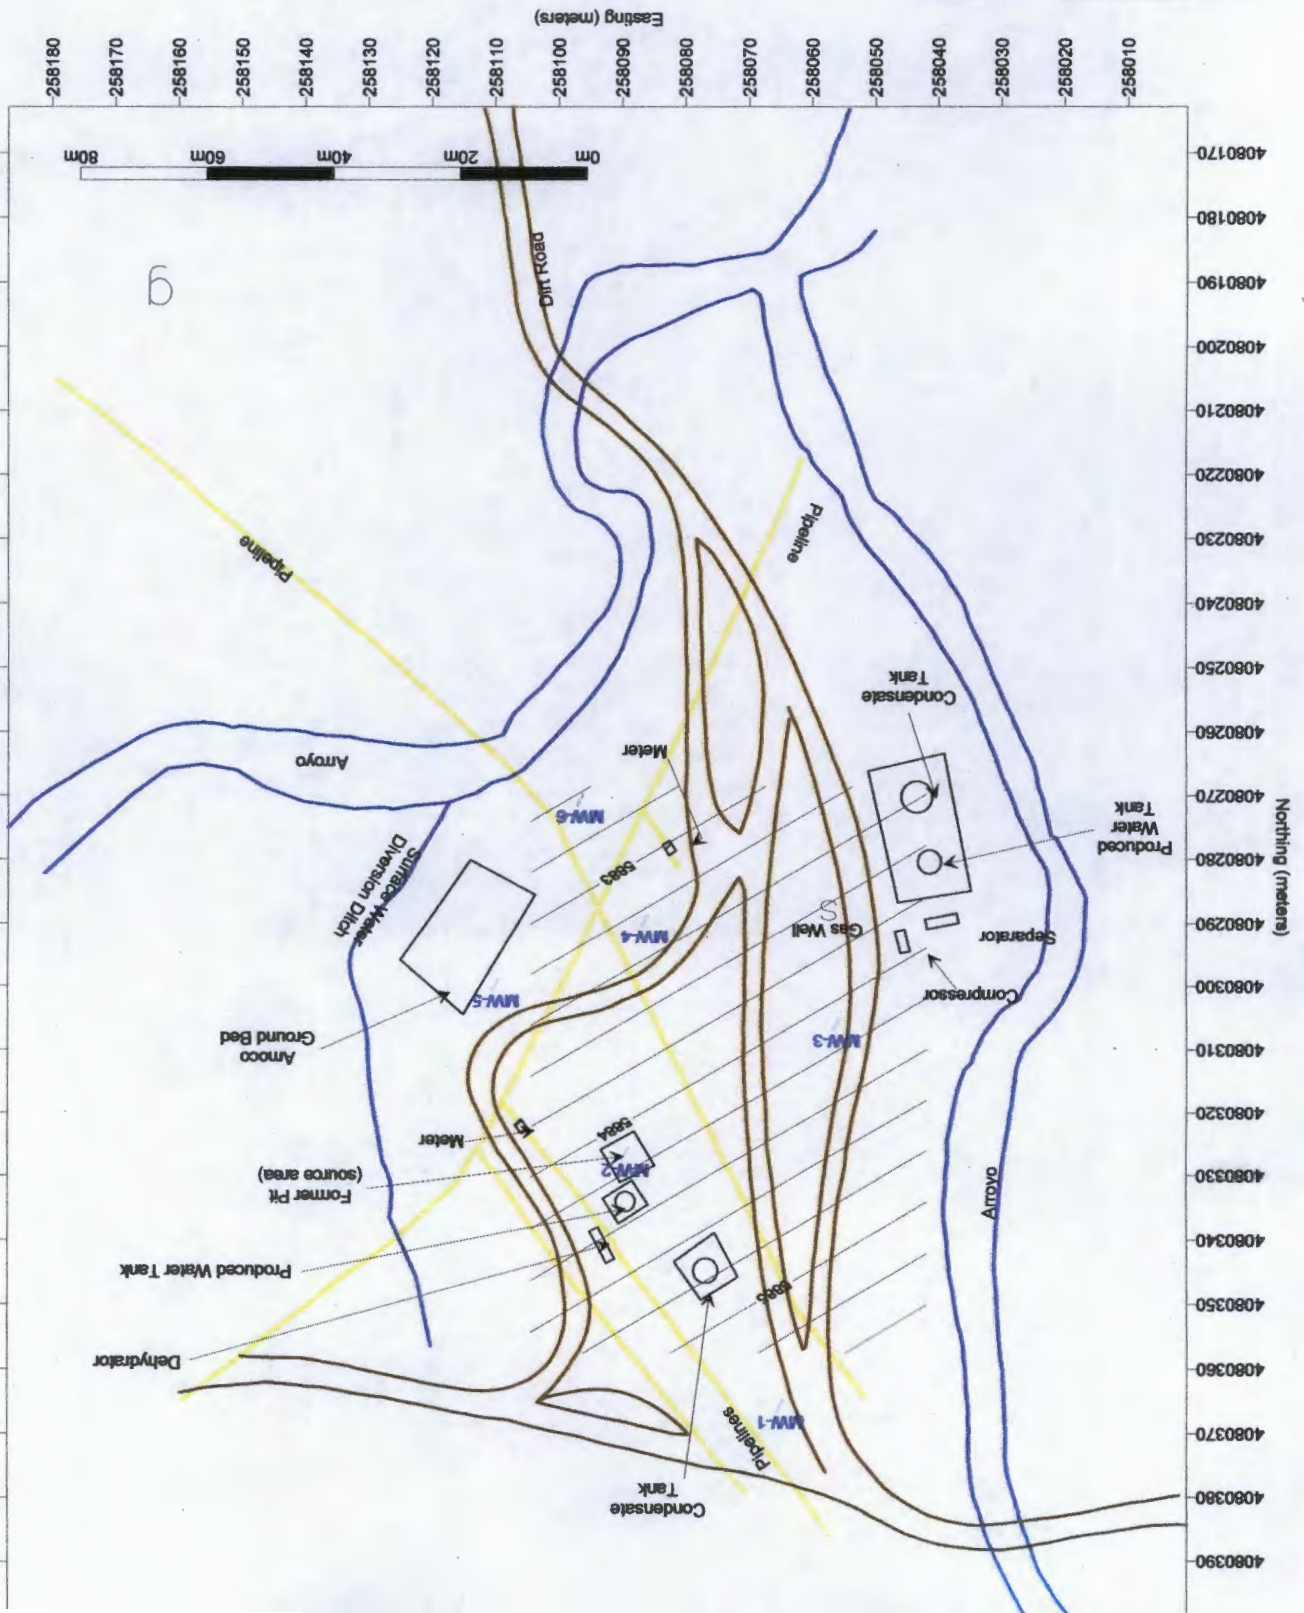 Easting (meters)
258180
258170
258160
258150
258140
258130
258120
258110
258100
258090
258080
258070
258060
258050
258040
258030
258020
258010
80m
60m
40m
20m
0m
4080170
4080180
4080190
4080200
4080210
4080220
4080230
4080240
4080250
4080260
4080270
4080280
4080290
4080300
4080310
4080320
4080330
4080340
4080350
4080360
4080370
4080380
4080390
Northing (meters)
Dirt Road
Pipeline
Pipeline
Arroyo
Surface Water
Diversion Ditch
Meter
MW-6
5883
MW-4
MW-5
Amoco
Ground Bed
Condensate
Tank
Produced
Water
Tank
Separator
Compressor
Gas Well
S
MW-3
Arroyo
Meter
5884
MW-2
Former Pit
(source area)
Produced Water Tank
Dehydrator
5885
MW-1
Pipelines
Condensate
Tank